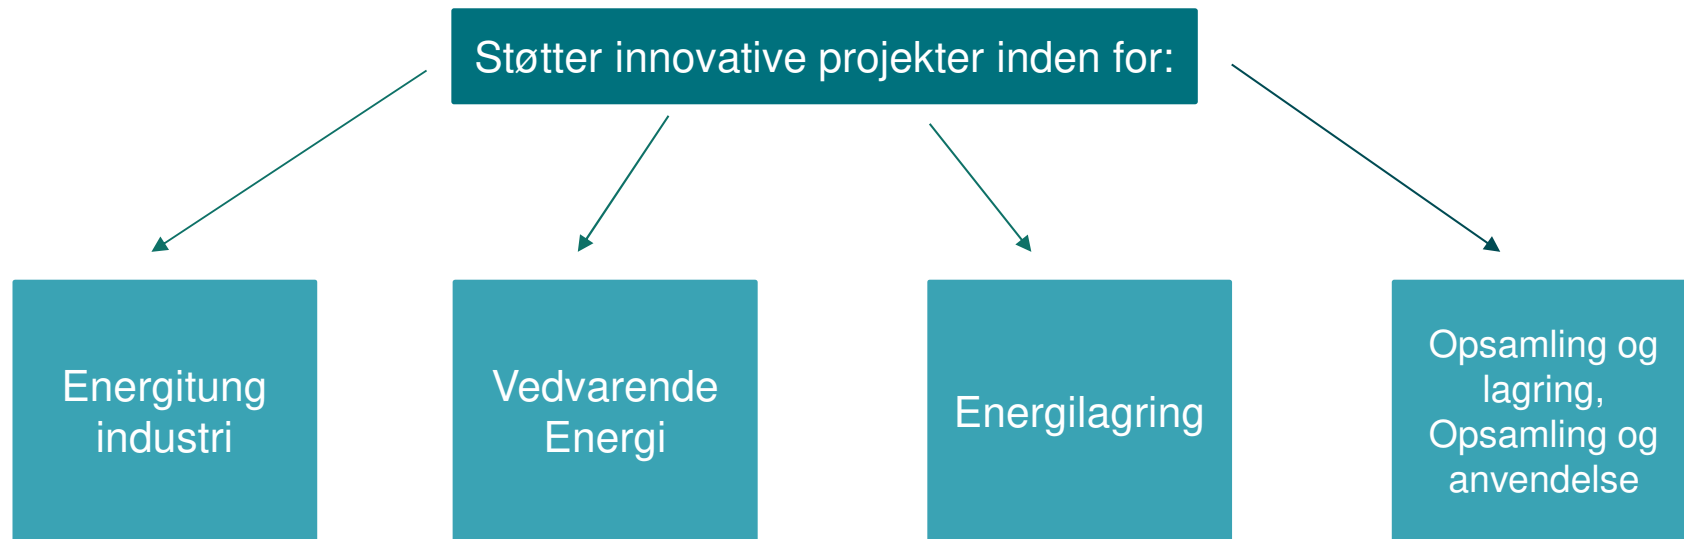 Støtter innovative projekter inden for:
Energitung
industri
Vedvarende
Energi
Energilagring
Opsamling og
lagring,
Opsamling og
anvendelse